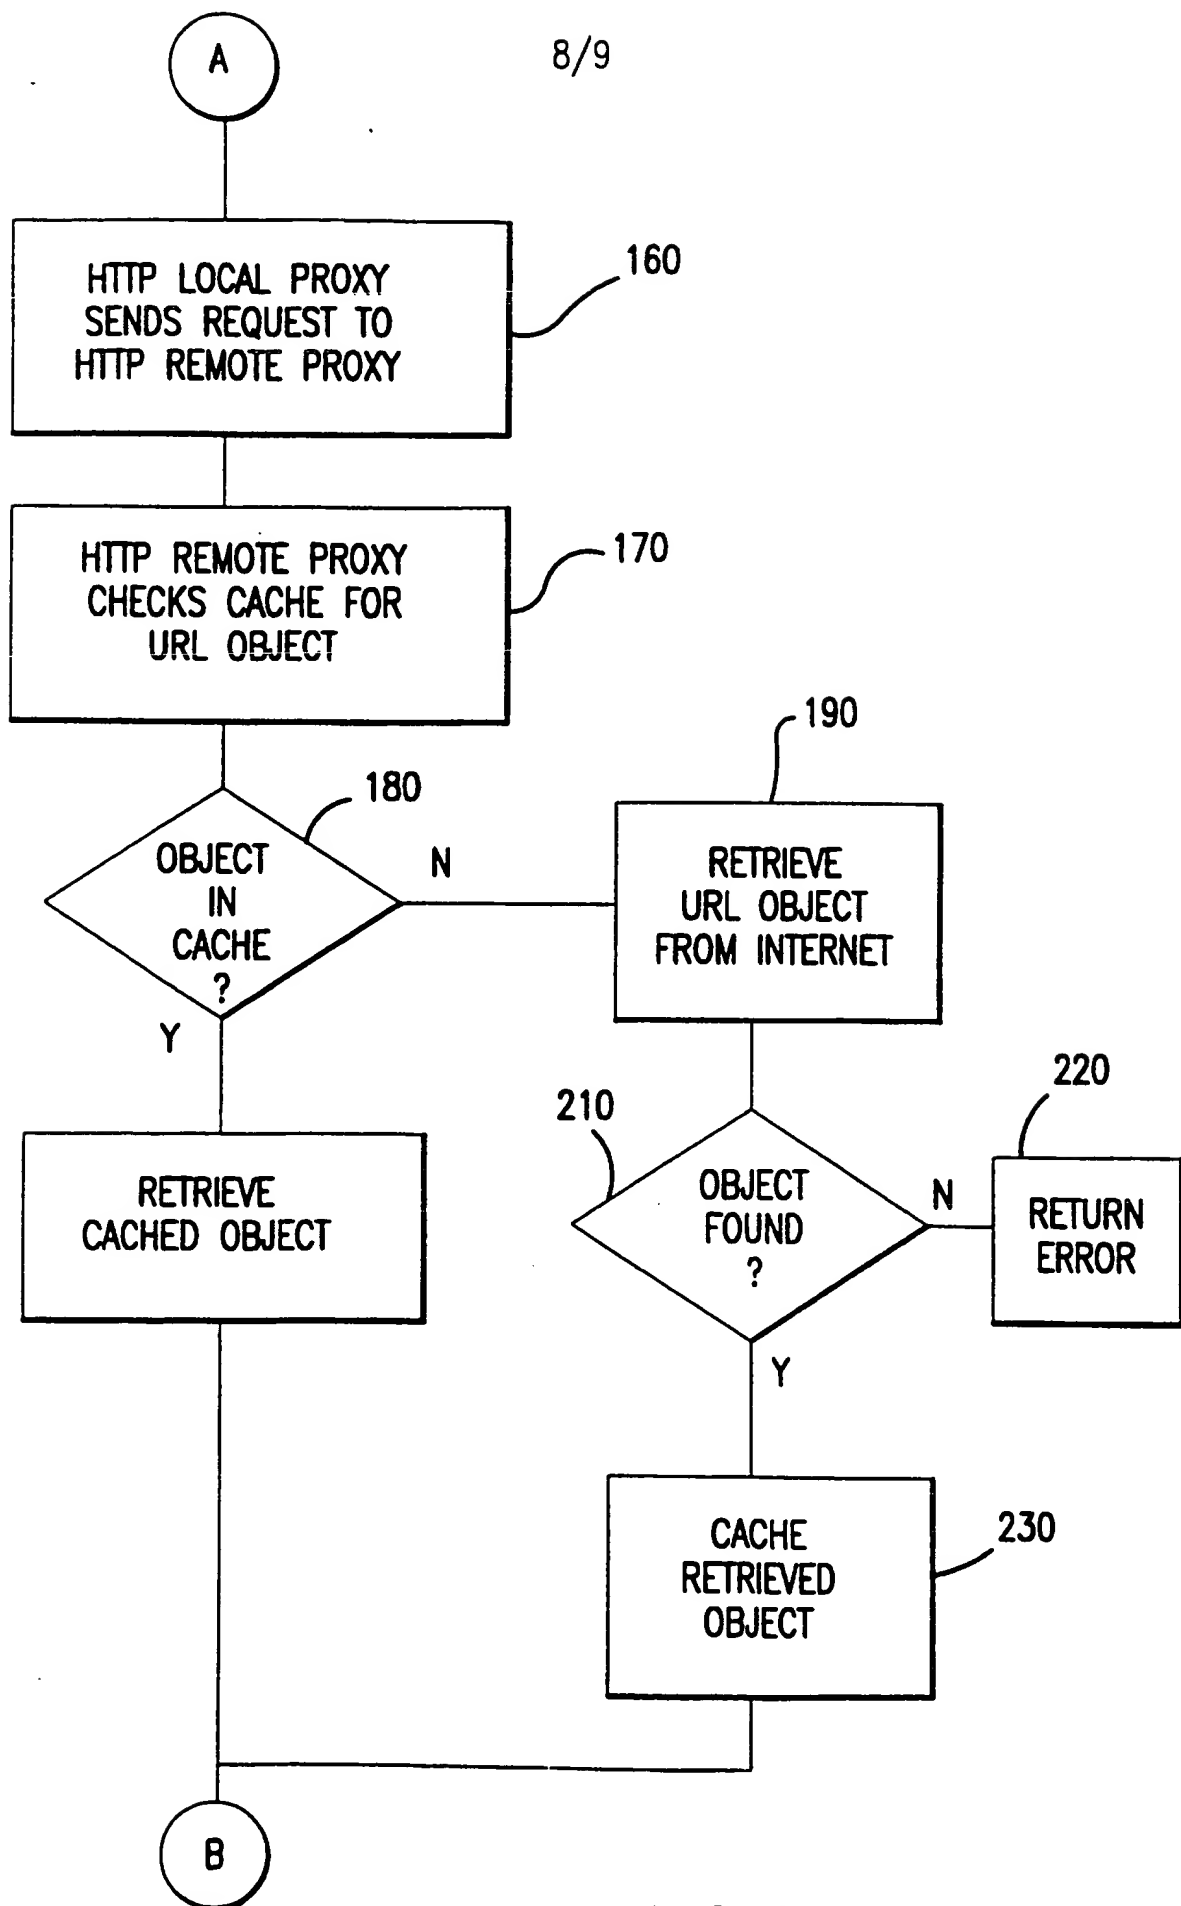 A
8/9
HTTP LOCAL PROXY
SENDS REQUEST TO
HTTP REMOTE PROXY
160
HTTP REMOTE PROXY
CHECKS CACHE FOR
URL OBJECT
170
180
OBJECT
IN
CACHE
?
N
Y
190
RETRIEVE
URL OBJECT
FROM INTERNET
RETRIEVE
CACHED OBJECT
210
OBJECT
FOUND
?
N
Y
220
RETURN
ERROR
CACHE
RETRIEVED
OBJECT
230
B